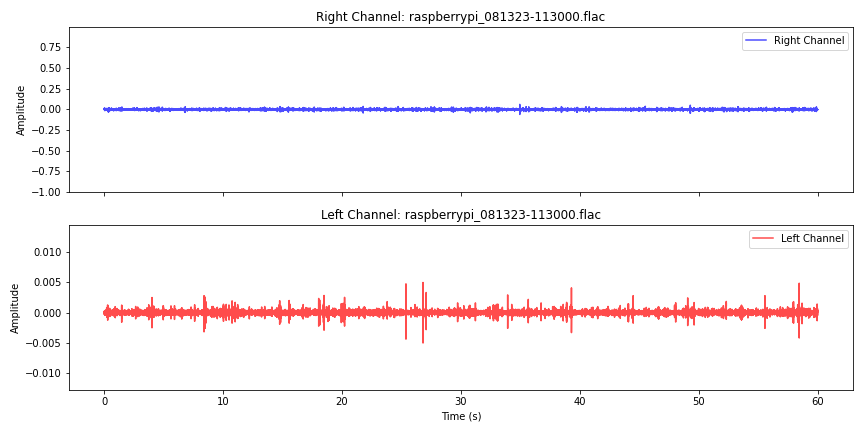 Right Channel: raspberrypi_081323-113000.flac
Right Channel
0.75
0.50
0.25
0.00
−0.25
−0.50
−0.75
−1.00
Amplitude
Left Channel: raspberrypi_081323-113000.flac
Left Channel
0.010
0.005
0.000
−0.005
−0.010
Amplitude
0 10 20 30 40 50 60
Time (s)